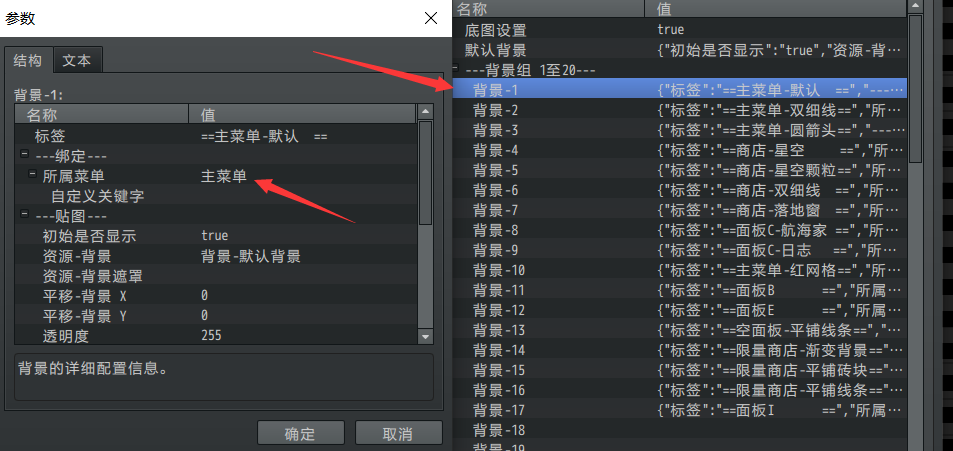 参数
结构 文本
背景-1:
名称 值
标签 ==主菜单-默认 ==
---绑定---
所属菜单 主菜单
自定义关键字
---贴图---
初始是否显示 true
资源-背景 背景-默认背景
资源-背景遮罩
平移-背景 X 0
平移-背景 Y 0
透明度 255
背景的详细配置信息。
确定 取消
名称 值
底图设置 true
默认背景 {"初始是否显示":"true","资源-背…
---背景组 1至20---
背景-1 {"标签":"==主菜单-默认 ==","---…
背景-2 {"标签":"==主菜单-双细线==","所…
背景-3 {"标签":"==主菜单-圆箭头==","---…
背景-4 {"标签":"==商店-星空 ==","所…
背景-5 {"标签":"==商店-星空颗粒==","所…
背景-6 {"标签":"==商店-双细线 ==","所…
背景-7 {"标签":"==商店-落地窗 ==","所…
背景-8 {"标签":"==面板C-航海家 ==","所…
背景-9 {"标签":"==面板C-日志 ==","所…
背景-10 {"标签":"==主菜单-红网格==","所…
背景-11 {"标签":"==面板B ==","所属…
背景-12 {"标签":"==面板E ==","所属…
背景-13 {"标签":"==空面板-平铺线条==","…
背景-14 {"标签":"==限量商店-渐变背景=="…
背景-15 {"标签":"==限量商店-平铺砖块=="…
背景-16 {"标签":"==限量商店-平铺线条=="…
背景-17 {"标签":"==面板I ==","所属…
背景-18
背景-19